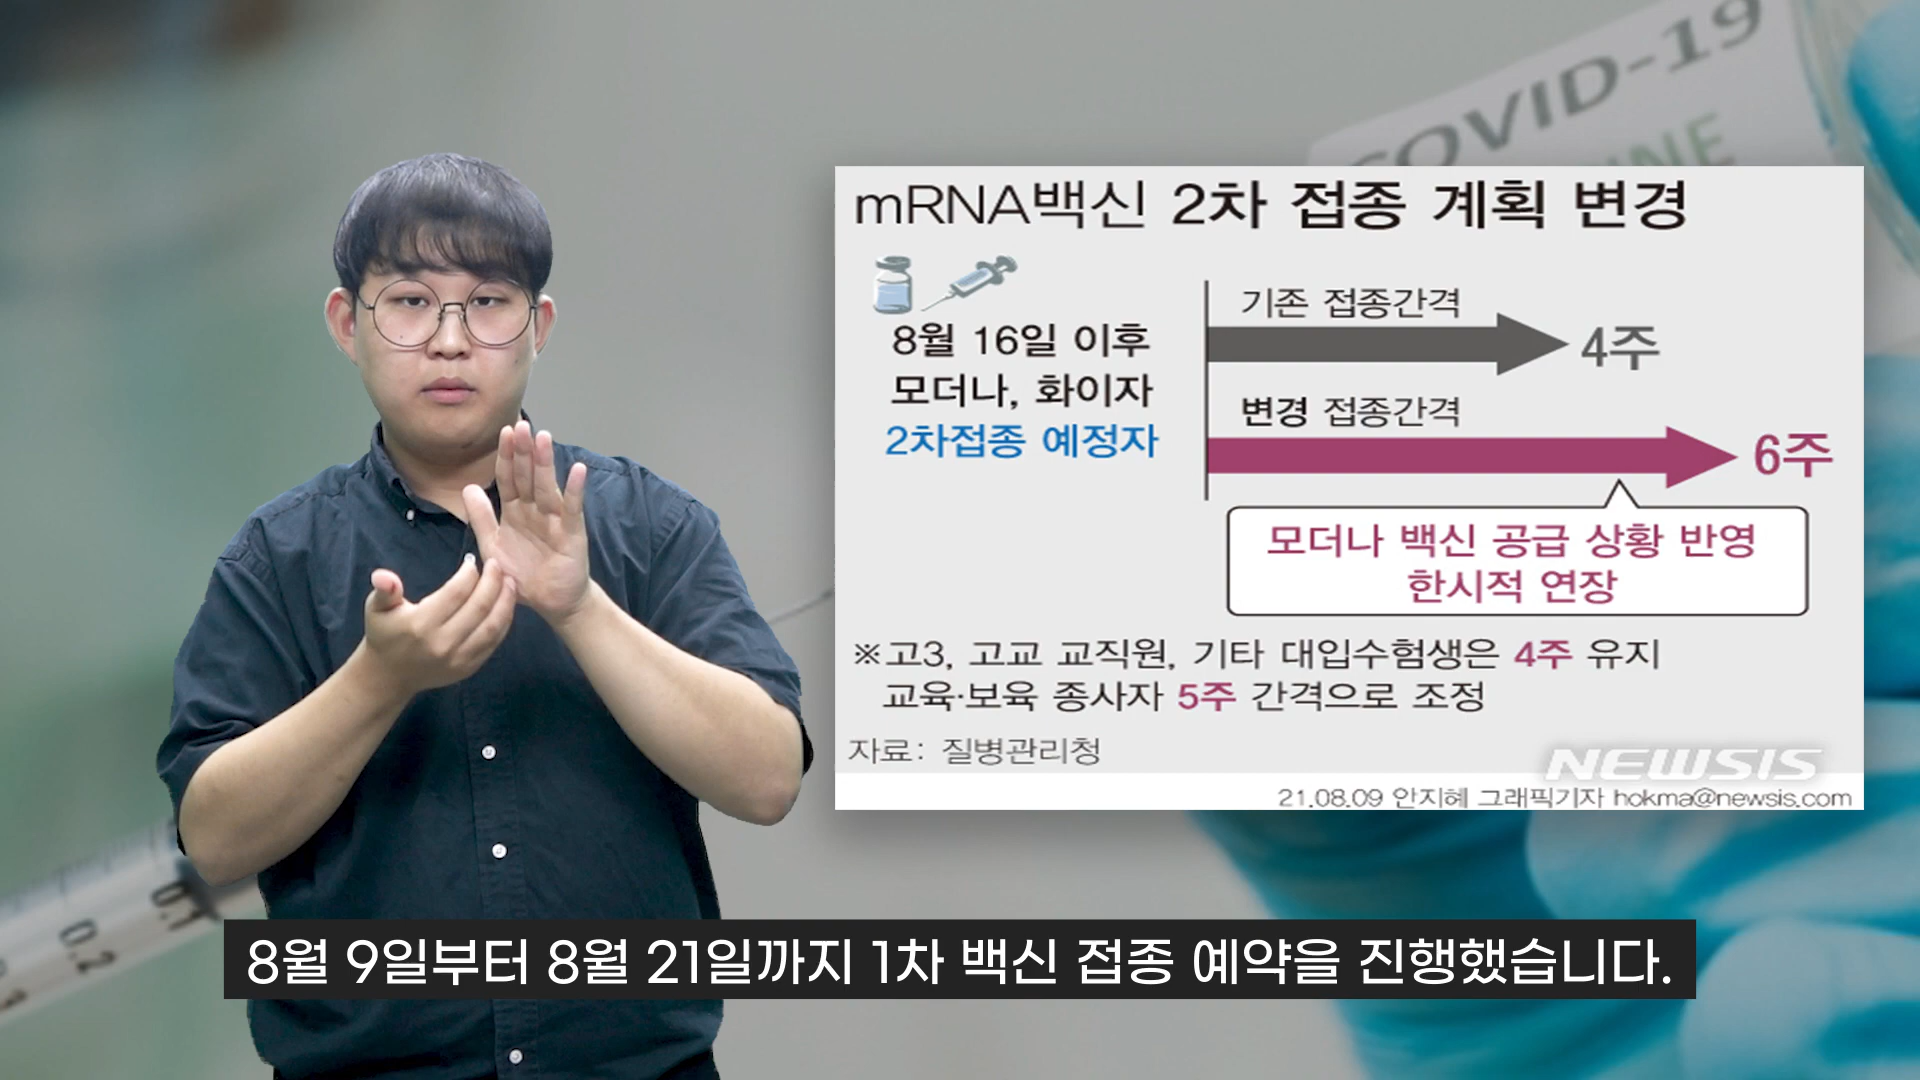 COVID-19
mRNA백신 2차 접종 계획 변경
8월 16일 이후
모더나, 화이자
2차접종 예정자
기존 접종간격
4주
변경 접종간격
6주
모더나 백신 공급 상황 반영
한시적 연장
※고3, 고교 교직원, 기타 대입수험생은 4주 유지
교육·보육 종사자 5주 간격으로 조정
자료: 질병관리청
NEWSIS
21.08.09 안지혜 그래픽기자 hokma@newsis.com
0.1
0.2
8월 9일부터 8월 21일까지 1차 백신 접종 예약을 진행했습니다.